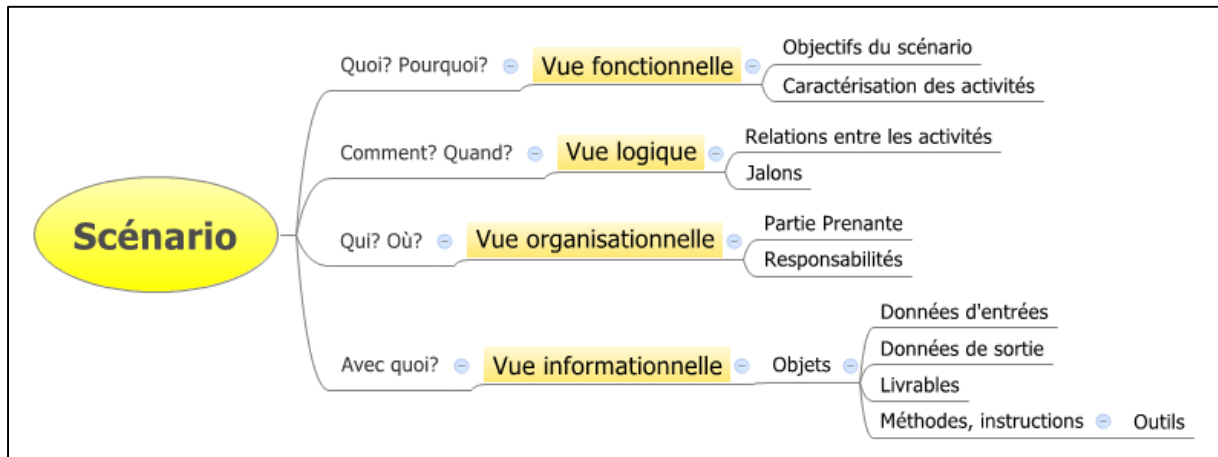 Scénario
Quoi? Pourquoi?
Vue fonctionnelle
Objectifs du scénario
Caractérisation des activités
Comment? Quand?
Vue logique
Relations entre les activités
Jalons
Qui? Où?
Vue organisationnelle
Partie Prenante
Responsabilités
Avec quoi?
Vue informationnelle
Objets
Données d'entrées
Données de sortie
Livrables
Méthodes, instructions
Outils